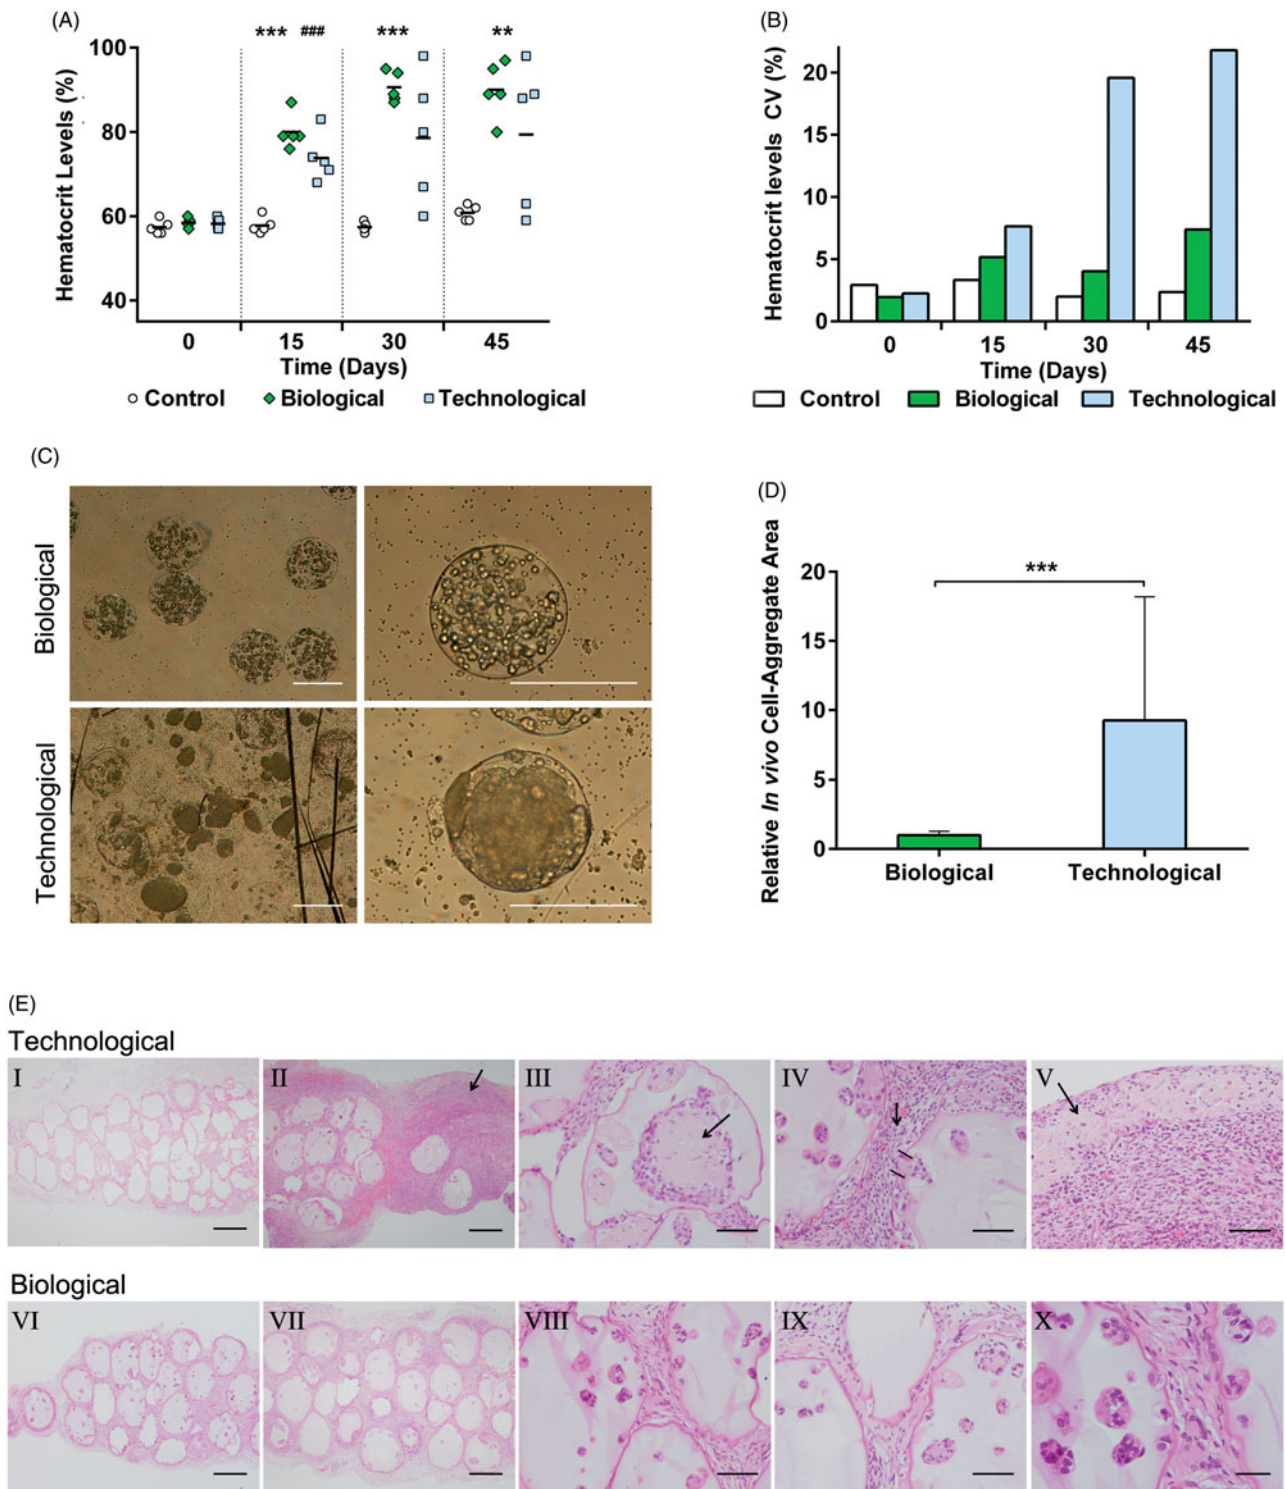 (A)
*** ### *** **
100
80
60
40
Hematocrit Levels (%)
0 15 30 45
Time (Days)
Control Biological Technological
(B)
20
15
10
5
0
Hematocrit levels CV (%)
0 15 30 45
Time (Days)
Control Biological Technological
(C)
Biological
Technological
(D)
***
20
15
10
5
0
Relative In vivo Cell-Aggregate Area
Biological Technological
(E)
Technological
I II III IV V
Biological
VI VII VIII IX X